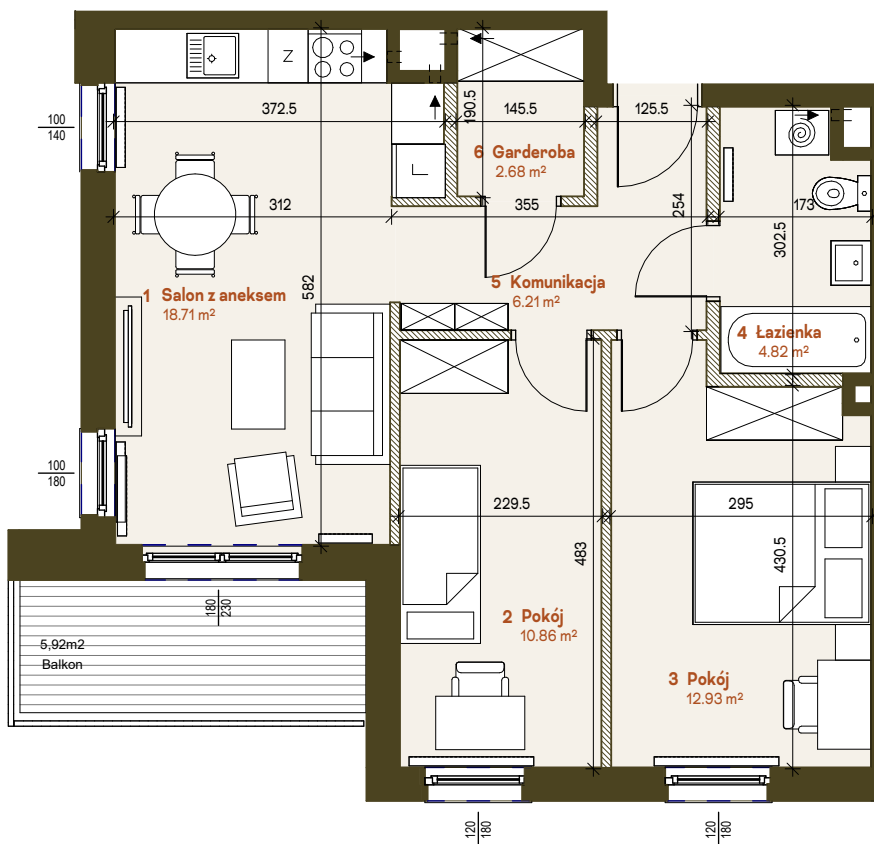 Z
372.5
190.5
145.5
125.5
100
140
6 Garderoba
2.68 m²
L
312
355
254
173
302.5
582
5 Komunikacja
6.21 m²
1 Salon z aneksem
18.71 m²
4 Łazienka
4.82 m²
100
180
229.5
295
483
430.5
180
230
2 Pokój
10.86 m²
5,92m2
Balkon
3 Pokój
12.93 m²
120
180
120
180